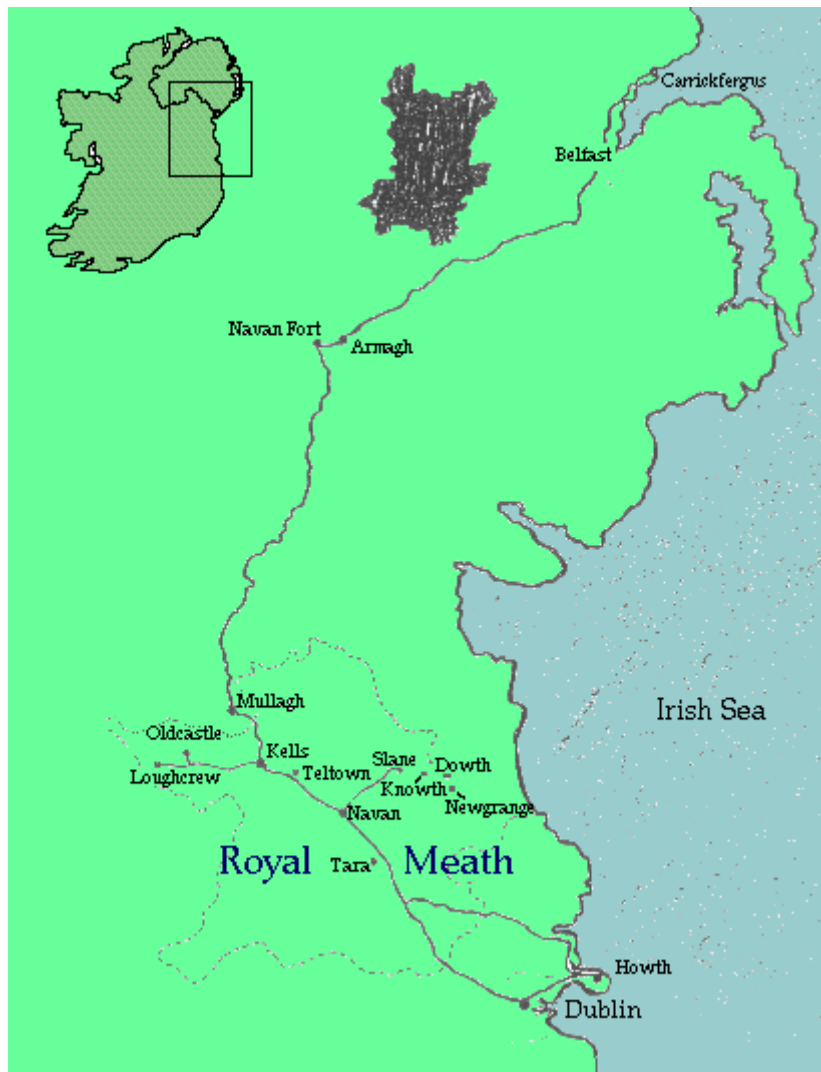 Carrickfergus
Belfast
Navan Fort
Armagh
Mullagh
Irish Sea
Oldcastle
Kells
Slane
Dowth
Loughcrew
Teltown
Knowth
Newgrange
Navan
Royal Meath
Tara
Howth
Dublin